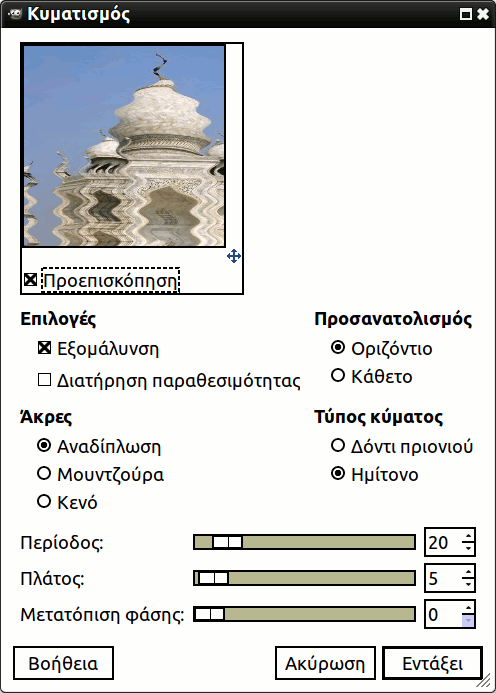 Κυματισμός
Προεπισκόπηση
Επιλογές
Εξομάλυνση
Διατήρηση παραθεσιμότητας
Προσανατολισμός
Οριζόντιο
Κάθετο
Άκρες
Αναδίπλωση
Μουντζούρα
Κενό
Τύπος κύματος
Δόντι πριονιού
Ημίτονο
Περίοδος: 20
Πλάτος: 5
Μετατόπιση φάσης: 0
Βοήθεια Ακύρωση Εντάξει